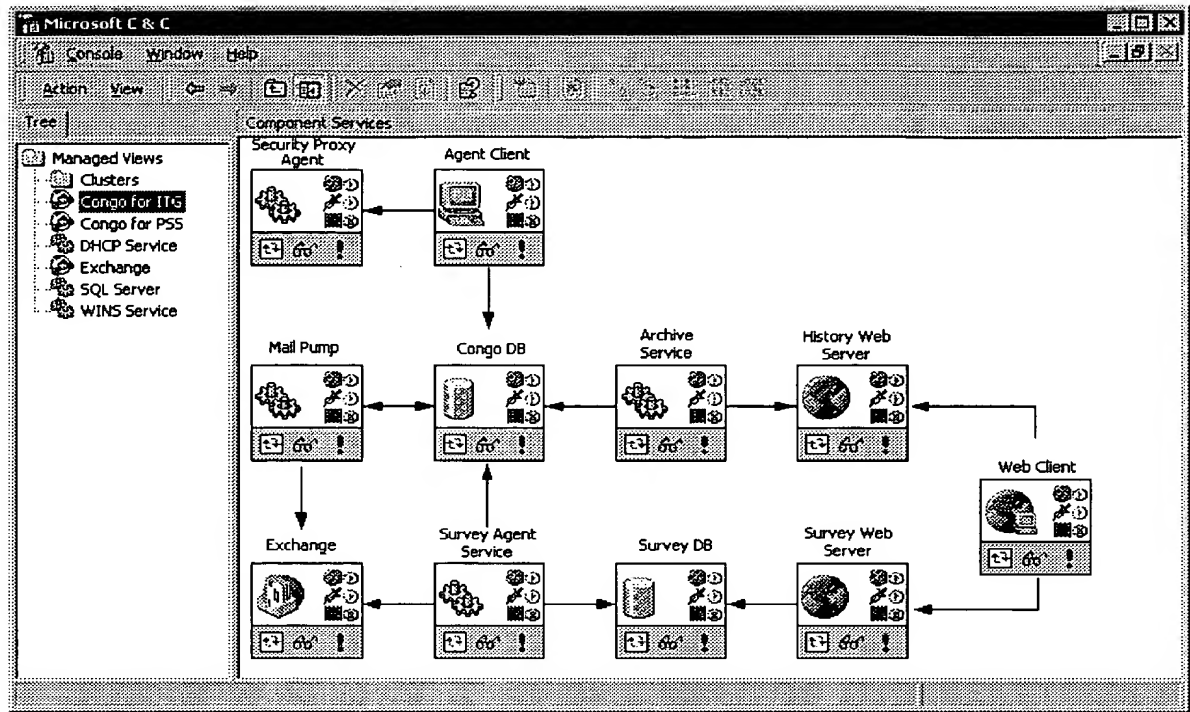 Microsoft C & C
Console Window Help
Action View
Tree
Component Services
Managed Views
Clusters
Congo for ITG
Congo for PSS
DHCP Service
Exchange
SQL Server
WINS Service
Security Proxy
Agent
Agent Client
Mail Pump
Congo DB
Archive
Service
History Web
Server
Web Client
Exchange
Survey Agent
Service
Survey DB
Survey Web
Server